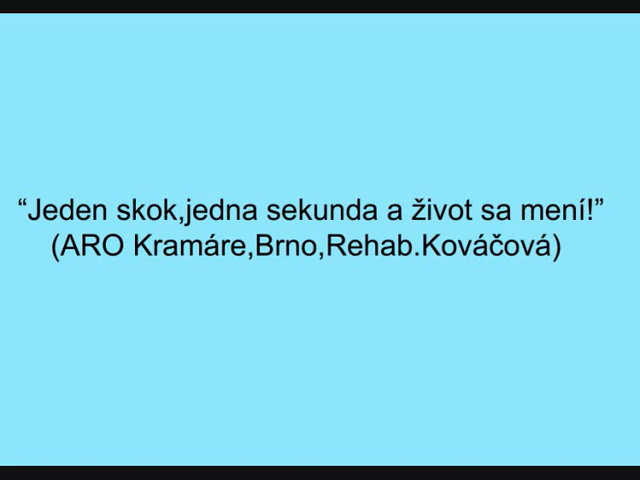 “Jeden skok,jedna sekunda a život sa mení!”
(ARO Kramáre,Brno,Rehab.Kováčová)